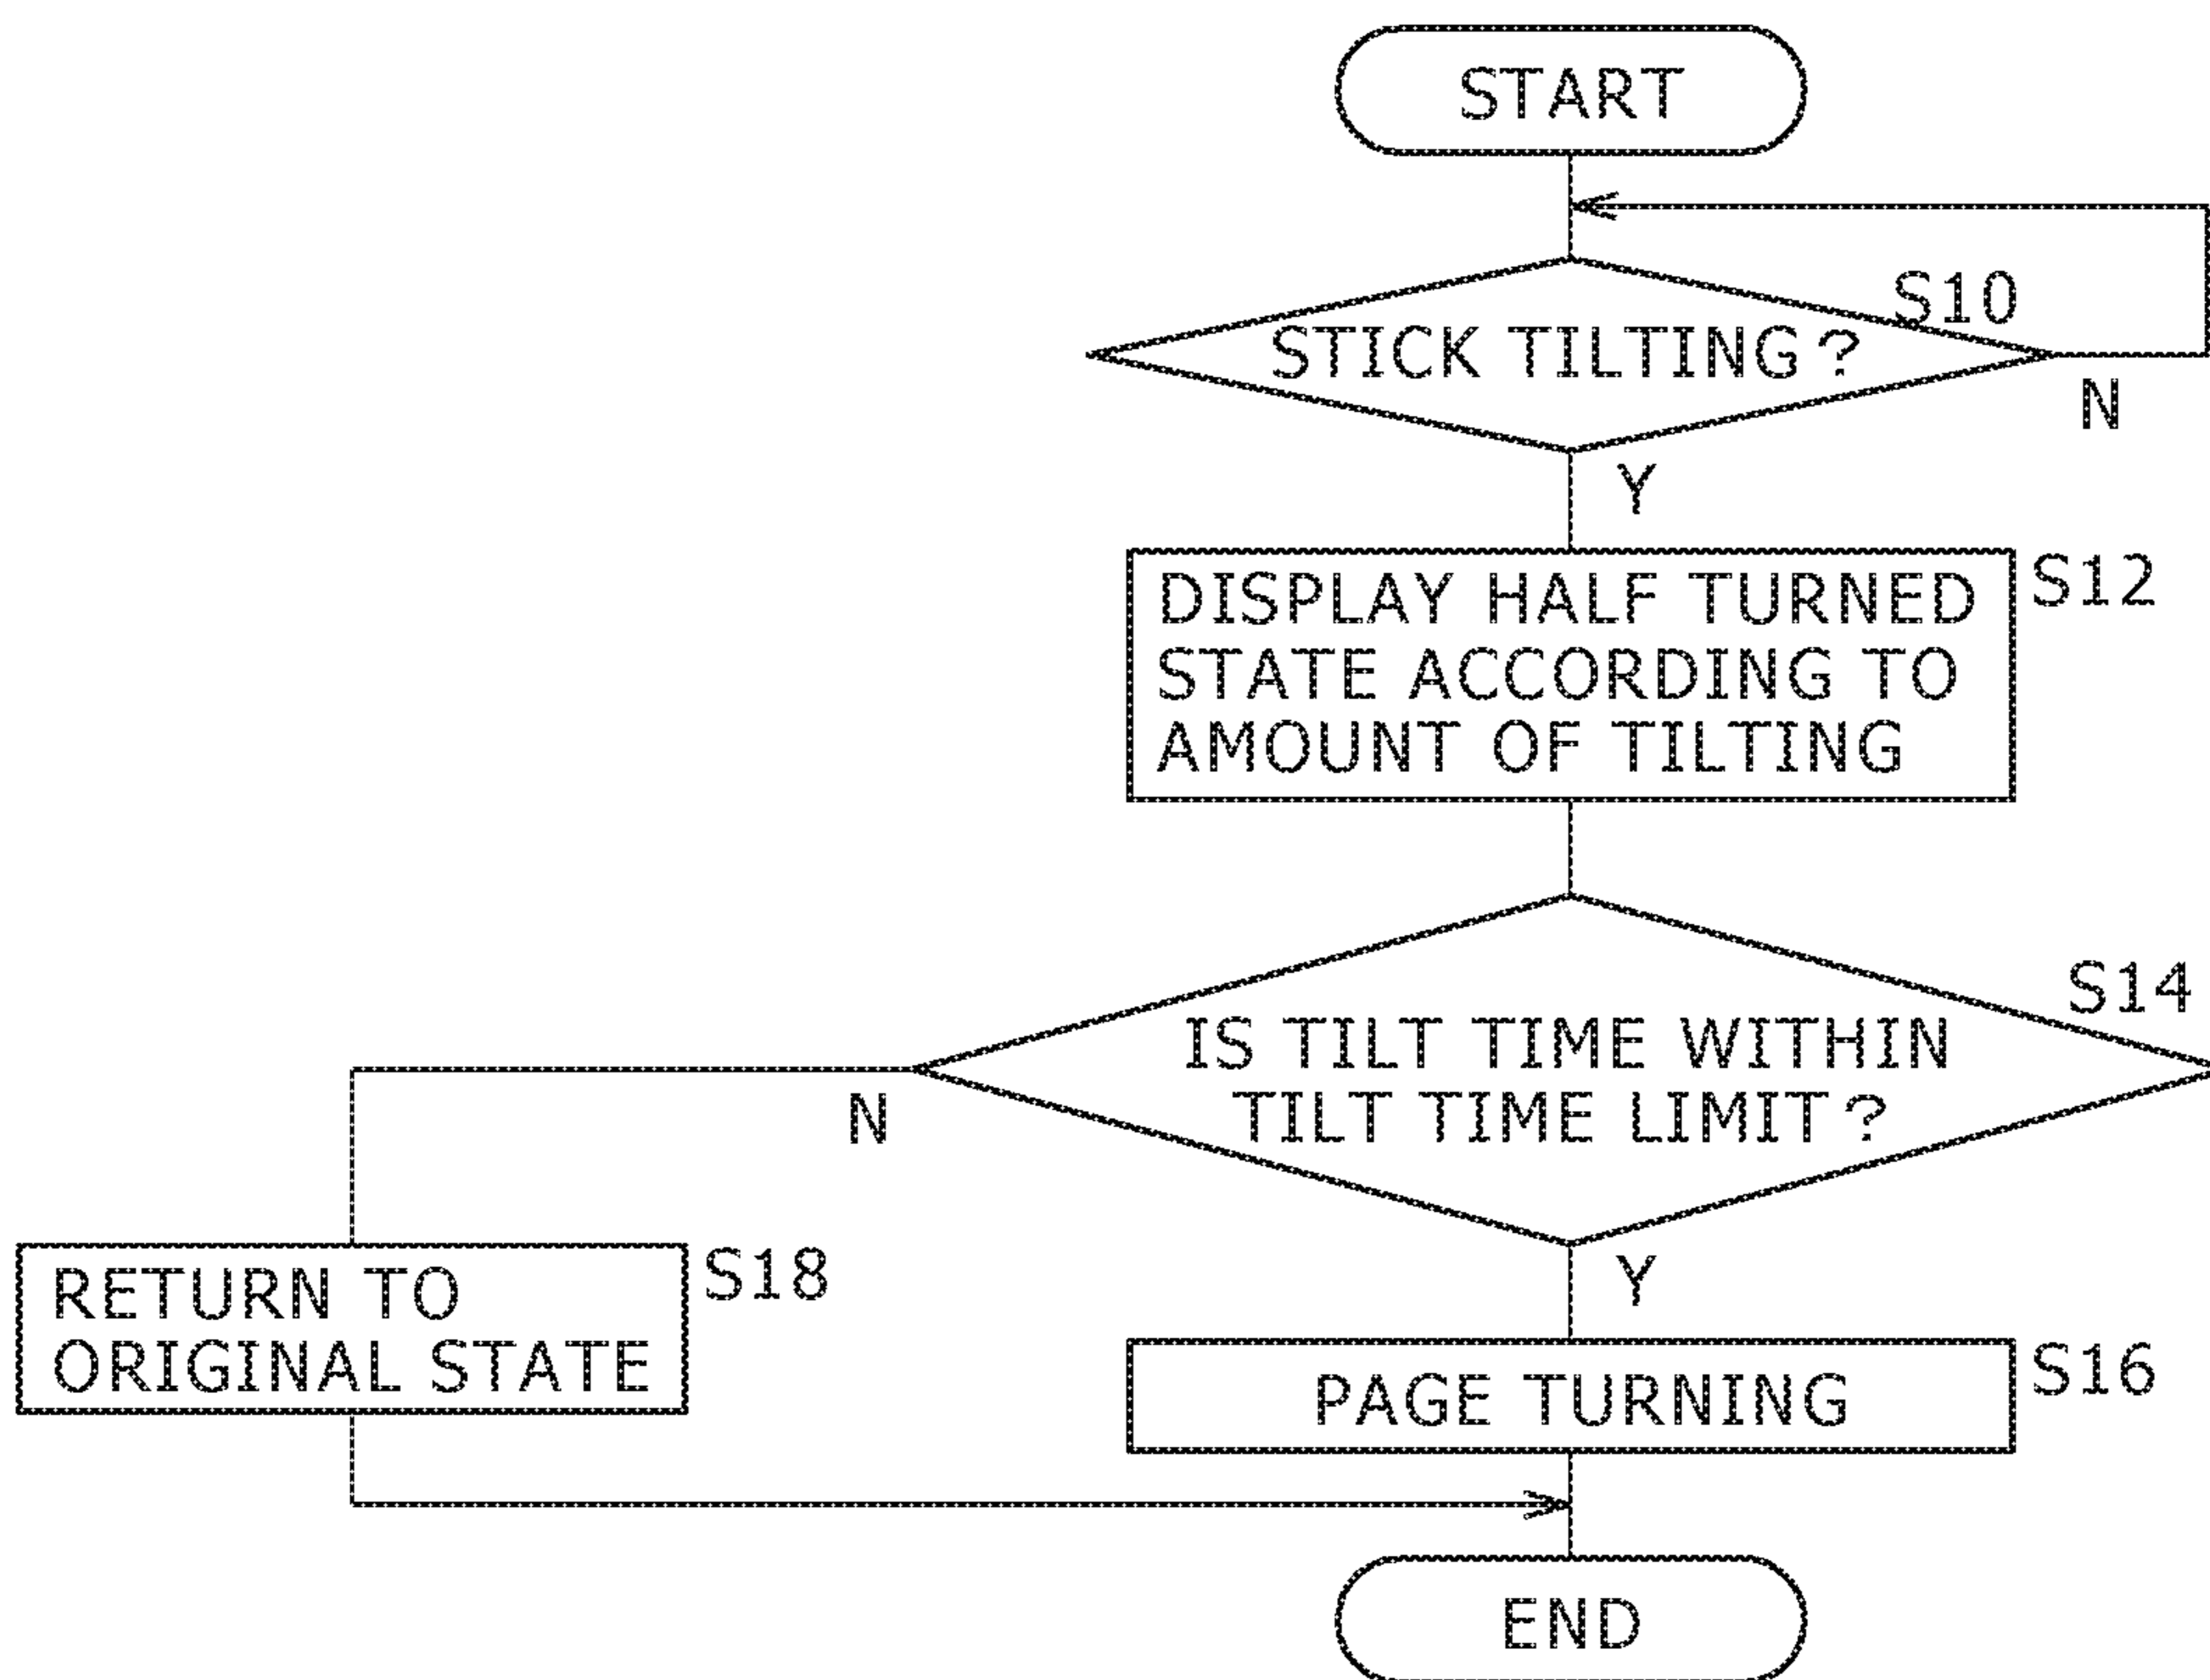 START
S10
STICK TILTING?
N
Y
S12
DISPLAY HALF TURNED
STATE ACCORDING TO
AMOUNT OF TILTING
S14
IS TILT TIME WITHIN
TILT TIME LIMIT?
N
Y
S18
RETURN TO
ORIGINAL STATE
S16
PAGE TURNING
END